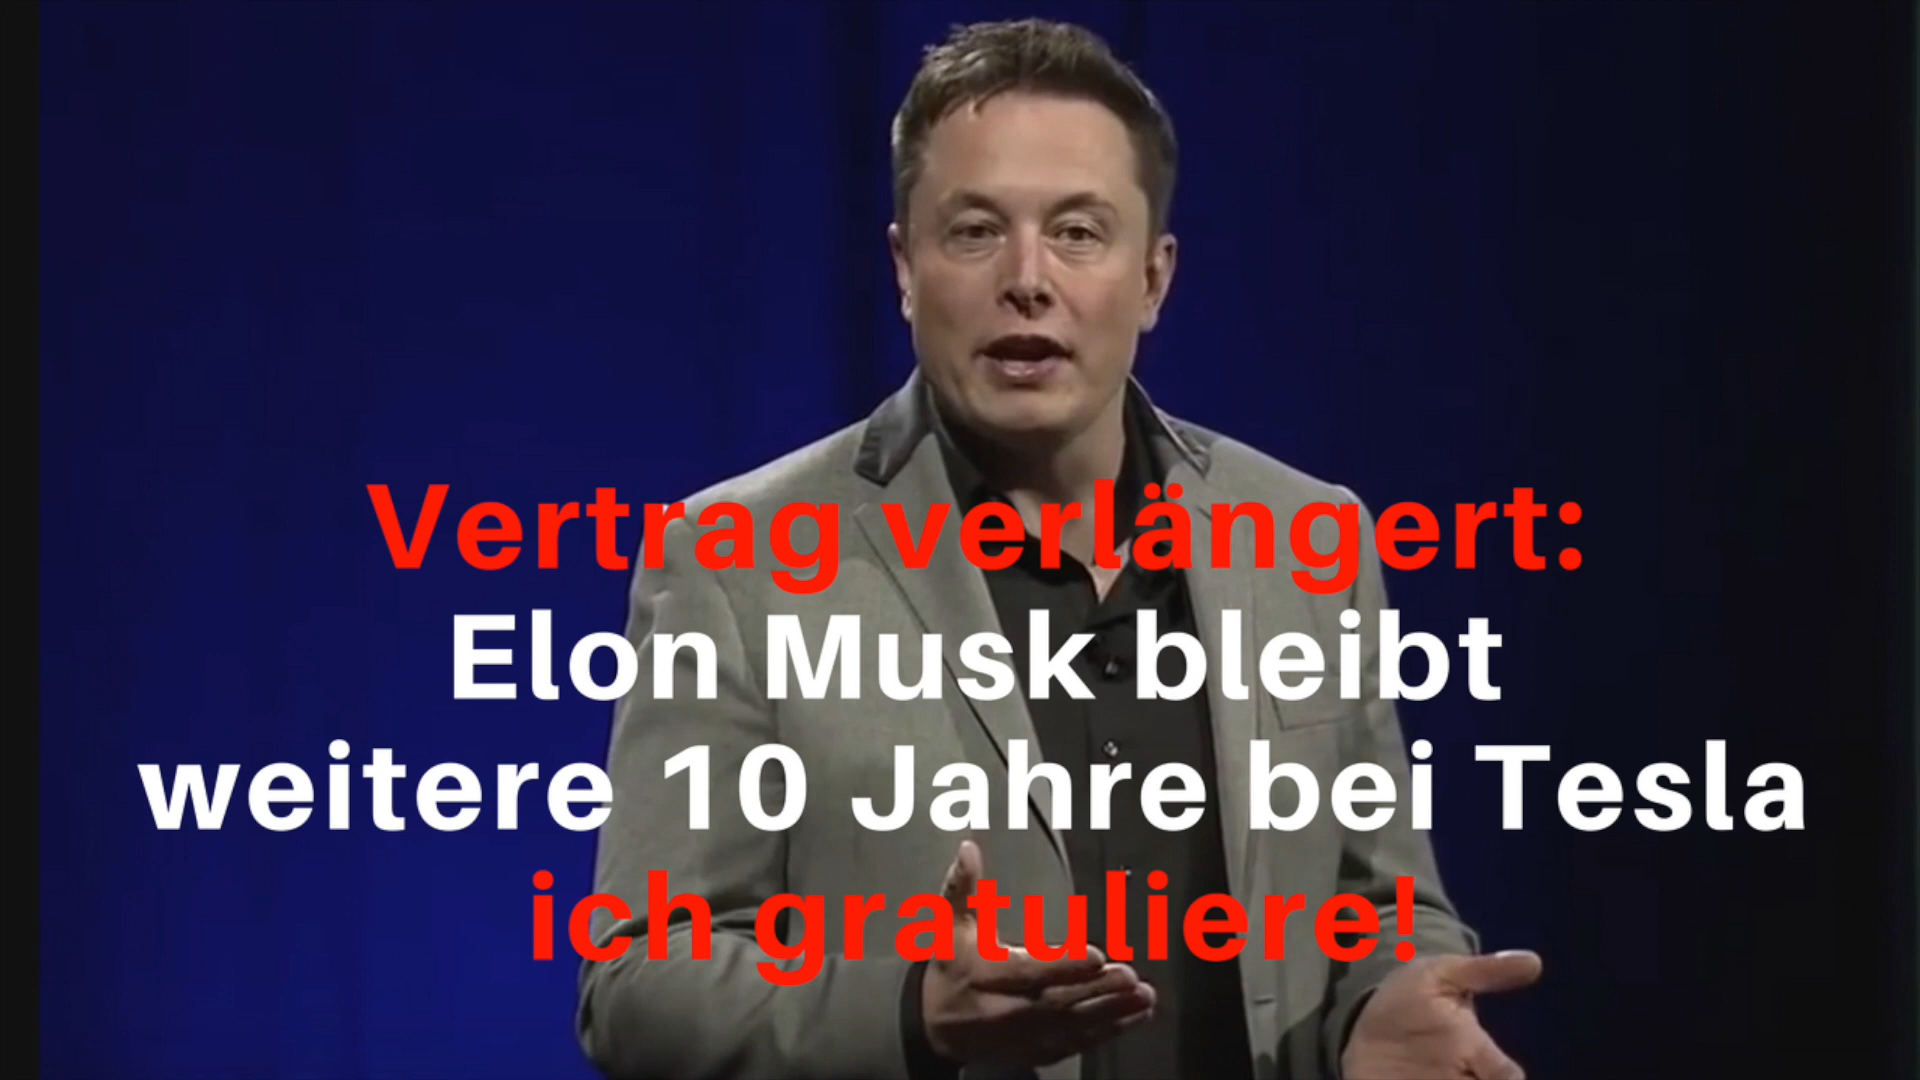 Vertrag verlängert:
Elon Musk bleibt
weitere 10 Jahre bei Tesla
ich gratuliere!